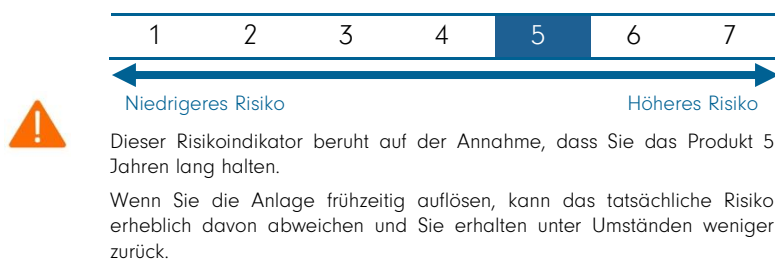 1 2 3 4 5 6 7
Niedrigeres Risiko Höheres Risiko
Dieser Risikoindikator beruht auf der Annahme, dass Sie das Produkt 5
Jahren lang halten.
Wenn Sie die Anlage frühzeitig auflösen, kann das tatsächliche Risiko
erheblich davon abweichen und Sie erhalten unter Umständen weniger
zurück.